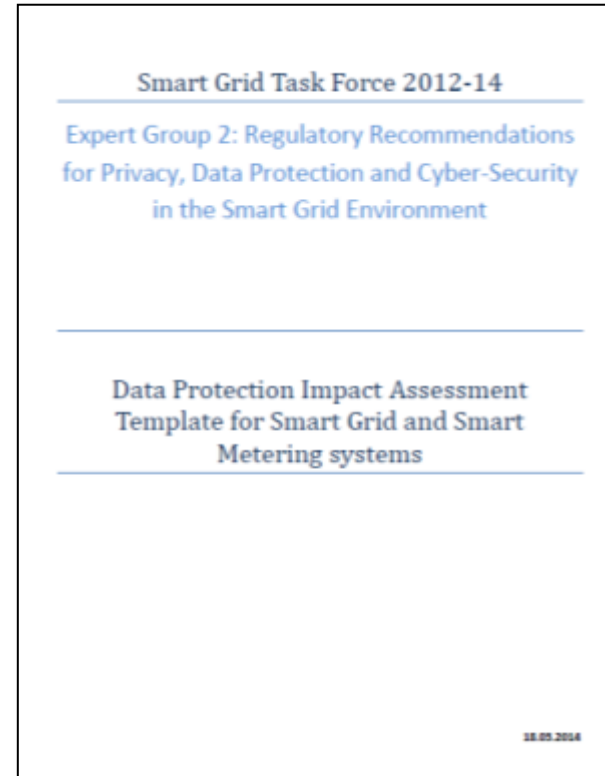 Smart Grid Task Force 2012-14
Expert Group 2: Regulatory Recommendations
for Privacy, Data Protection and Cyber-Security
in the Smart Grid Environment
Data Protection Impact Assessment
Template for Smart Grid and Smart
Metering systems
18.03.2014